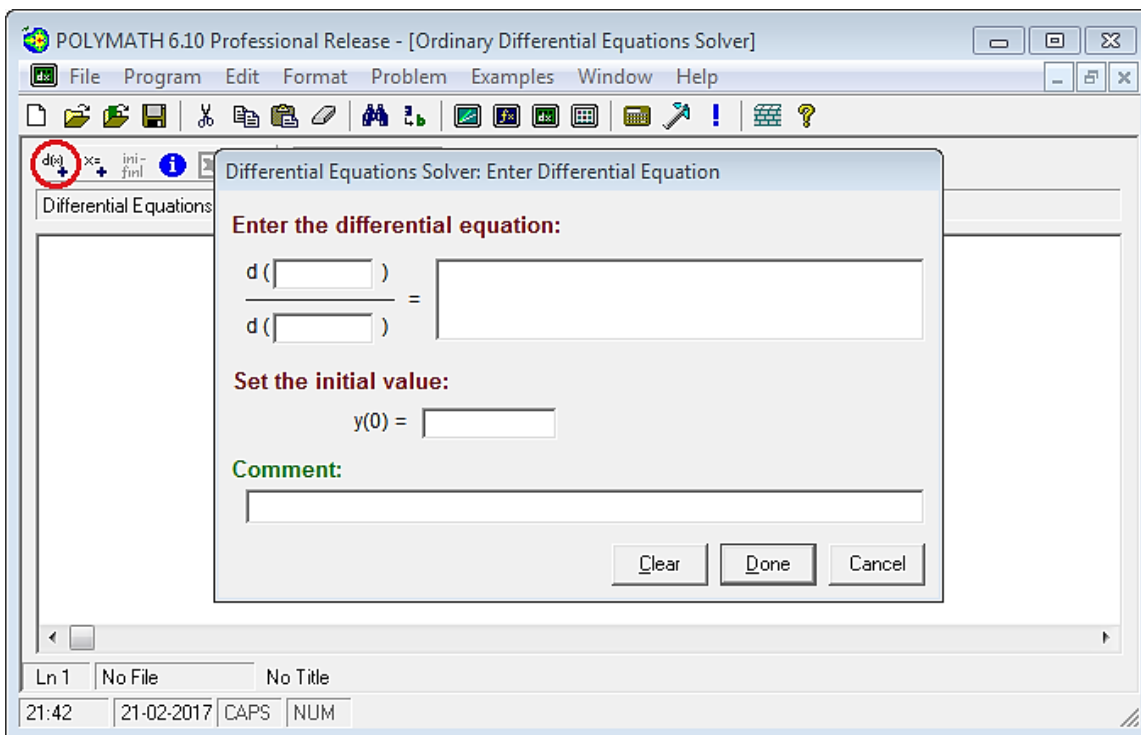 POLYMATH 6.10 Professional Release - [Ordinary Differential Equations Solver]
File Program Edit Format Problem Examples Window Help
d(x) x= ini- finl
Differential Equations Solver: Enter Differential Equation
Differential Equations
Enter the differential equation:
d ( )
=
d ( )
Set the initial value:
y(0) =
Comment:
Clear Done Cancel
Ln 1 No File No Title
21:42 21-02-2017 CAPS NUM